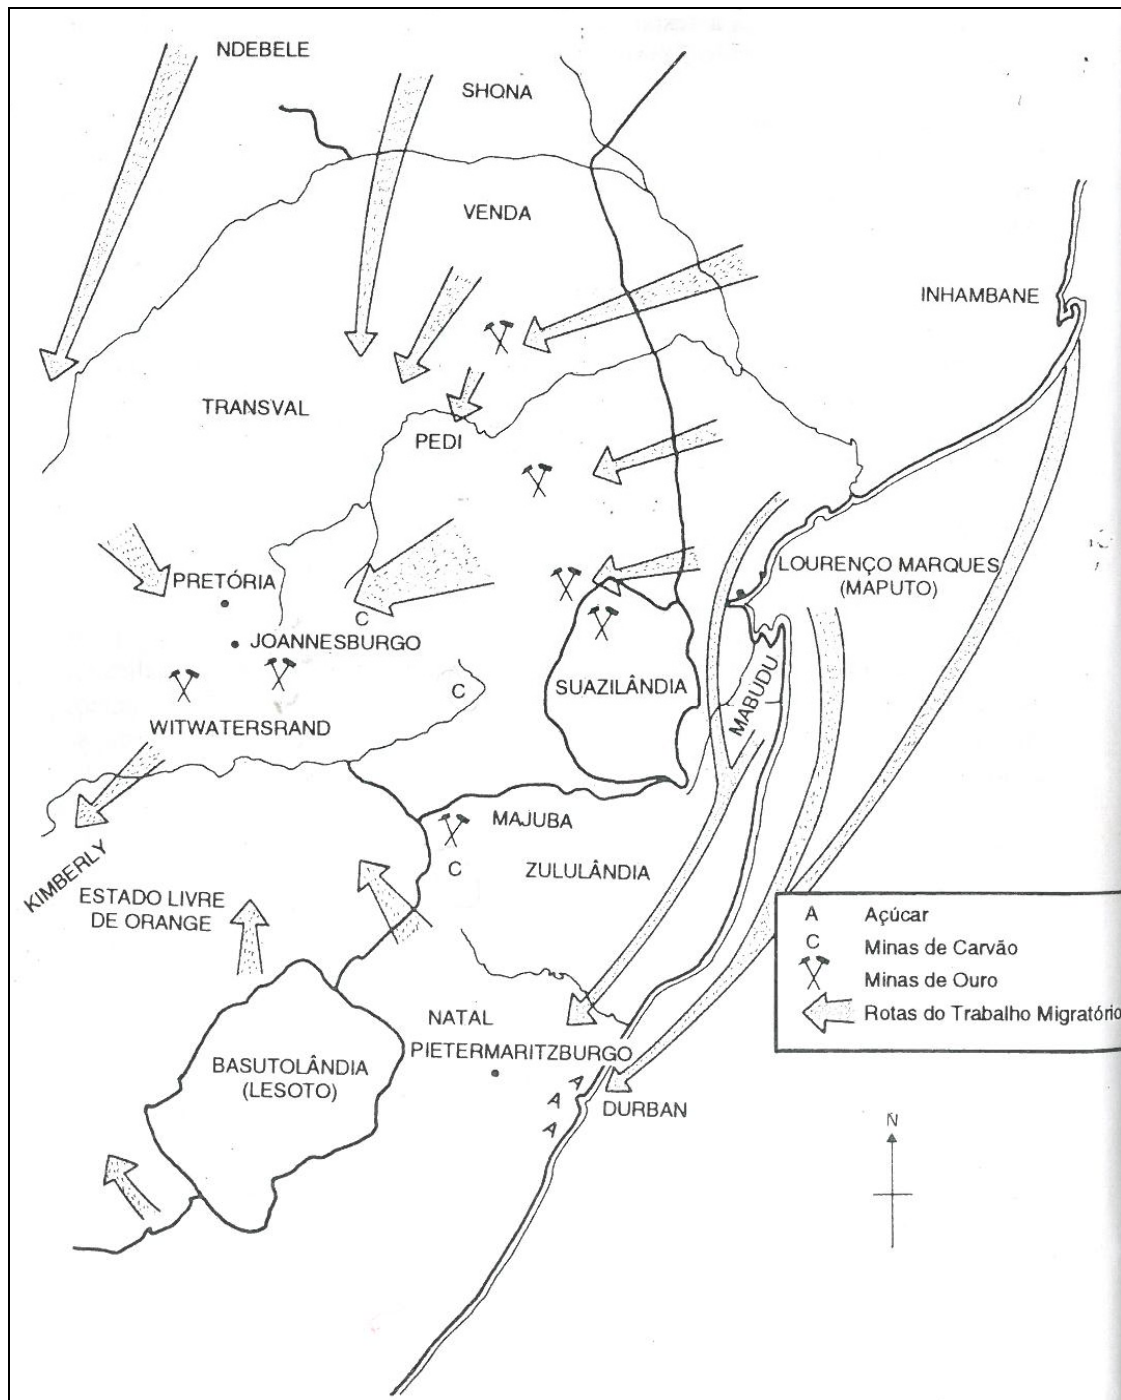 NDEBELE
SHONA
VENDA
INHAMBANE
TRANSVAL
PEDI
LOURENÇO MARQUES
(MAPUTO)
PRETÓRIA
C
JOANNESBURGO
C
SUAZILÂNDIA
MABUDU
WITWATERSRAND
MAJUBA
C
ZULULÂNDIA
KIMBERLY
ESTADO LIVRE
DE ORANGE
A Açúcar
C Minas de Carvão
Minas de Ouro
Rotas do Trabalho Migratório
NATAL
PIETERMARITZBURGO
BASUTOLÂNDIA
(LESOTO)
A
A
A
DURBAN
N